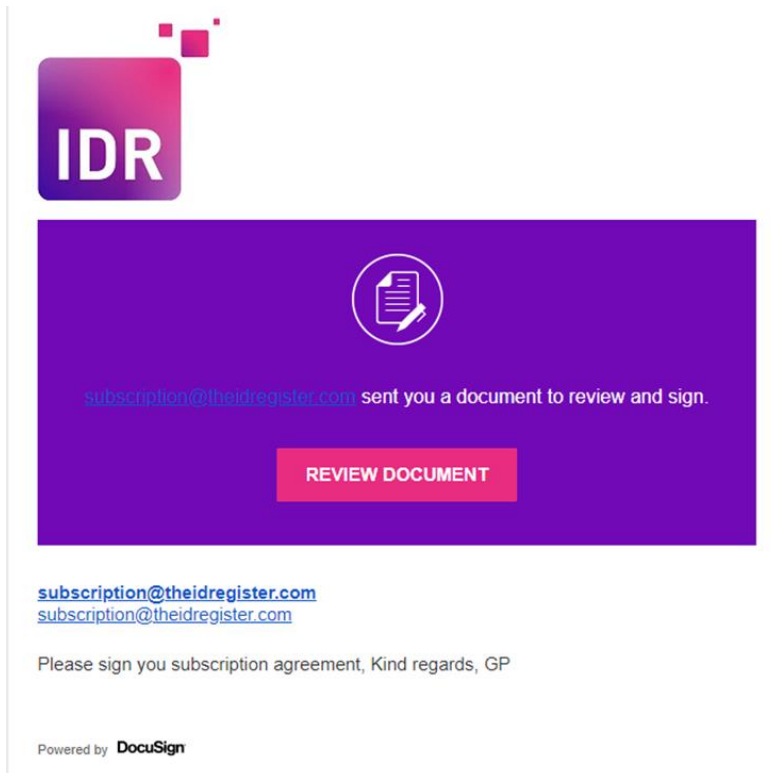 IDR
subscription@theidregister.com sent you a document to review and sign.
REVIEW DOCUMENT
subscription@theidregister.com
subscription@theidregister.com
Please sign you subscription agreement, Kind regards, GP
Powered by DocuSign